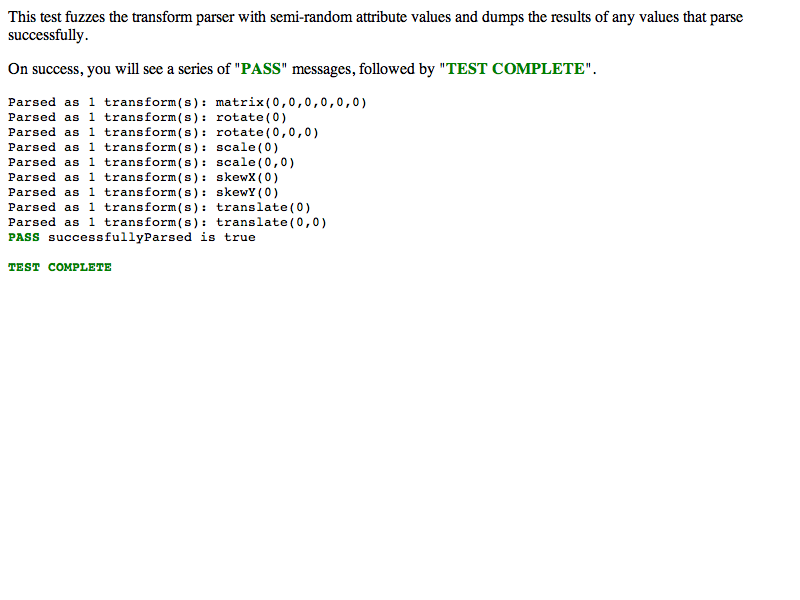 This test fuzzes the transform parser with semi-random attribute values and dumps the results of any values that parse
successfully.
On success, you will see a series of "PASS" messages, followed by "TEST COMPLETE".
Parsed as 1 transform(s): matrix(0,0,0,0,0,0)
Parsed as 1 transform(s): rotate(0)
Parsed as 1 transform(s): rotate(0,0,0)
Parsed as 1 transform(s): scale(0)
Parsed as 1 transform(s): scale(0,0)
Parsed as 1 transform(s): skewX(0)
Parsed as 1 transform(s): skewY(0)
Parsed as 1 transform(s): translate(0)
Parsed as 1 transform(s): translate(0,0)
PASS successfullyParsed is true
TEST COMPLETE